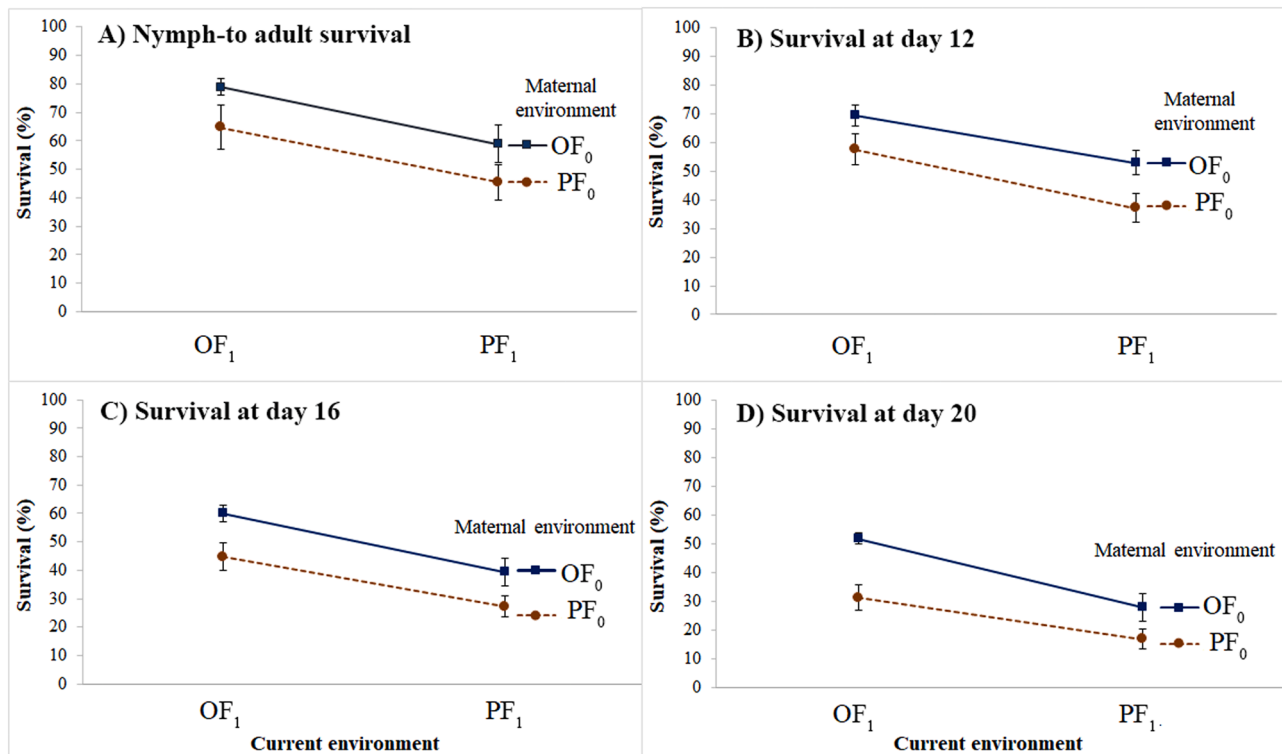 A) Nymph-to adult survival
100
90
80
70
60
50
40
30
20
10
0
Survival (%)
Maternal
environment
OF0
PF0
OF1
PF1
B) Survival at day 12
100
90
80
70
60
50
40
30
20
10
0
Survival (%)
Maternal
environment
OF0
PF0
OF1
PF1
C) Survival at day 16
100
90
80
70
60
50
40
30
20
10
0
Survival (%)
Maternal environment
OF0
PF0
OF1
PF1
Current environment
D) Survival at day 20
100
90
80
70
60
50
40
30
20
10
0
Survival (%)
Maternal environment
OF0
PF0
OF1
PF1.
Current environment